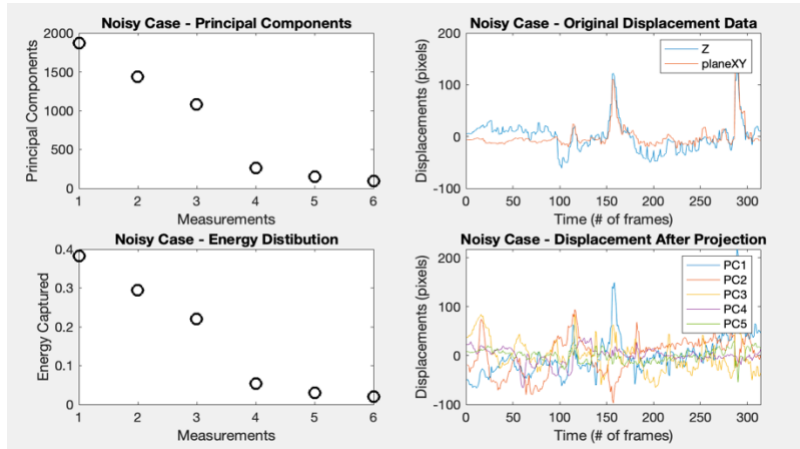 Noisy Case - Principal Components
Principal Components
2000
1500
1000
500
0
1 2 3 4 5 6
Measurements
Noisy Case - Original Displacement Data
Displacements (pixels)
200
100
0
-100
Z
planeXY
0 50 100 150 200 250 300
Time (# of frames)
Noisy Case - Energy Distibution
Energy Captured
0.4
0.3
0.2
0.1
0
1 2 3 4 5 6
Measurements
Noisy Case - Displacement After Projection
Displacements (pixels)
200
100
0
-100
PC1
PC2
PC3
PC4
PC5
0 50 100 150 200 250 300
Time (# of frames)